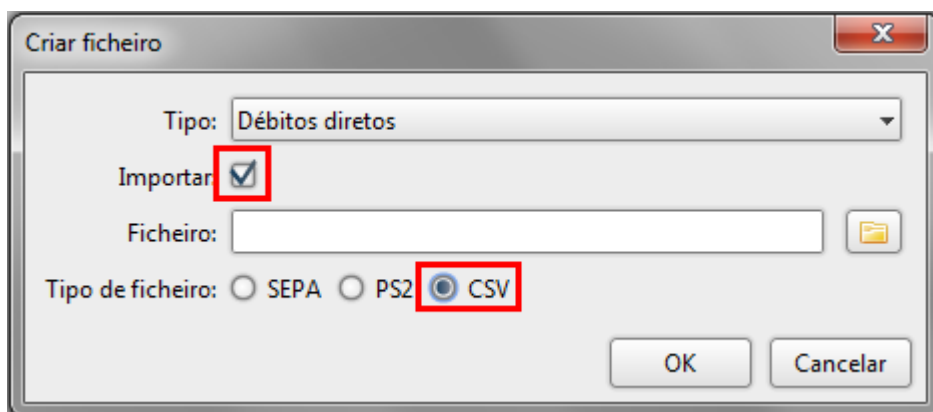 Criar ficheiro
Tipo: Débitos diretos
Importar:
Ficheiro:
Tipo de ficheiro: SEPA PS2 CSV
OK Cancelar